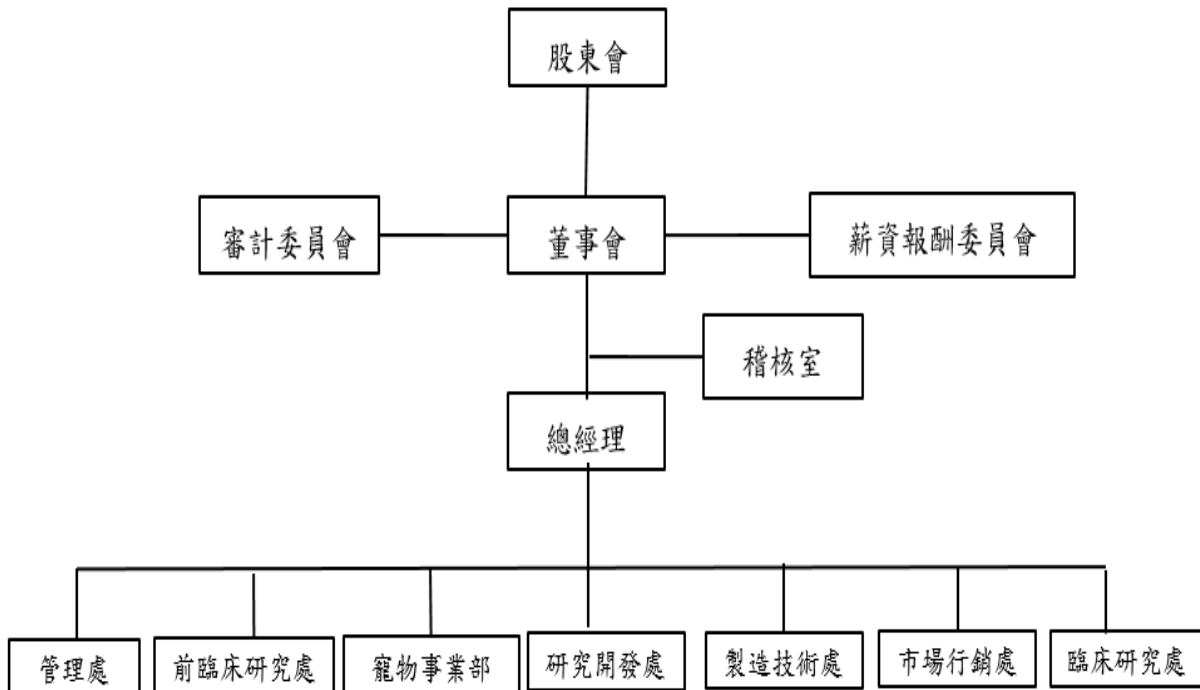 股東會
審計委員會
董事會
薪資報酬委員會
稽核室
總經理
管理處
前臨床研究處
寵物事業部
研究開發處
製造技術處
市場行銷處
臨床研究處